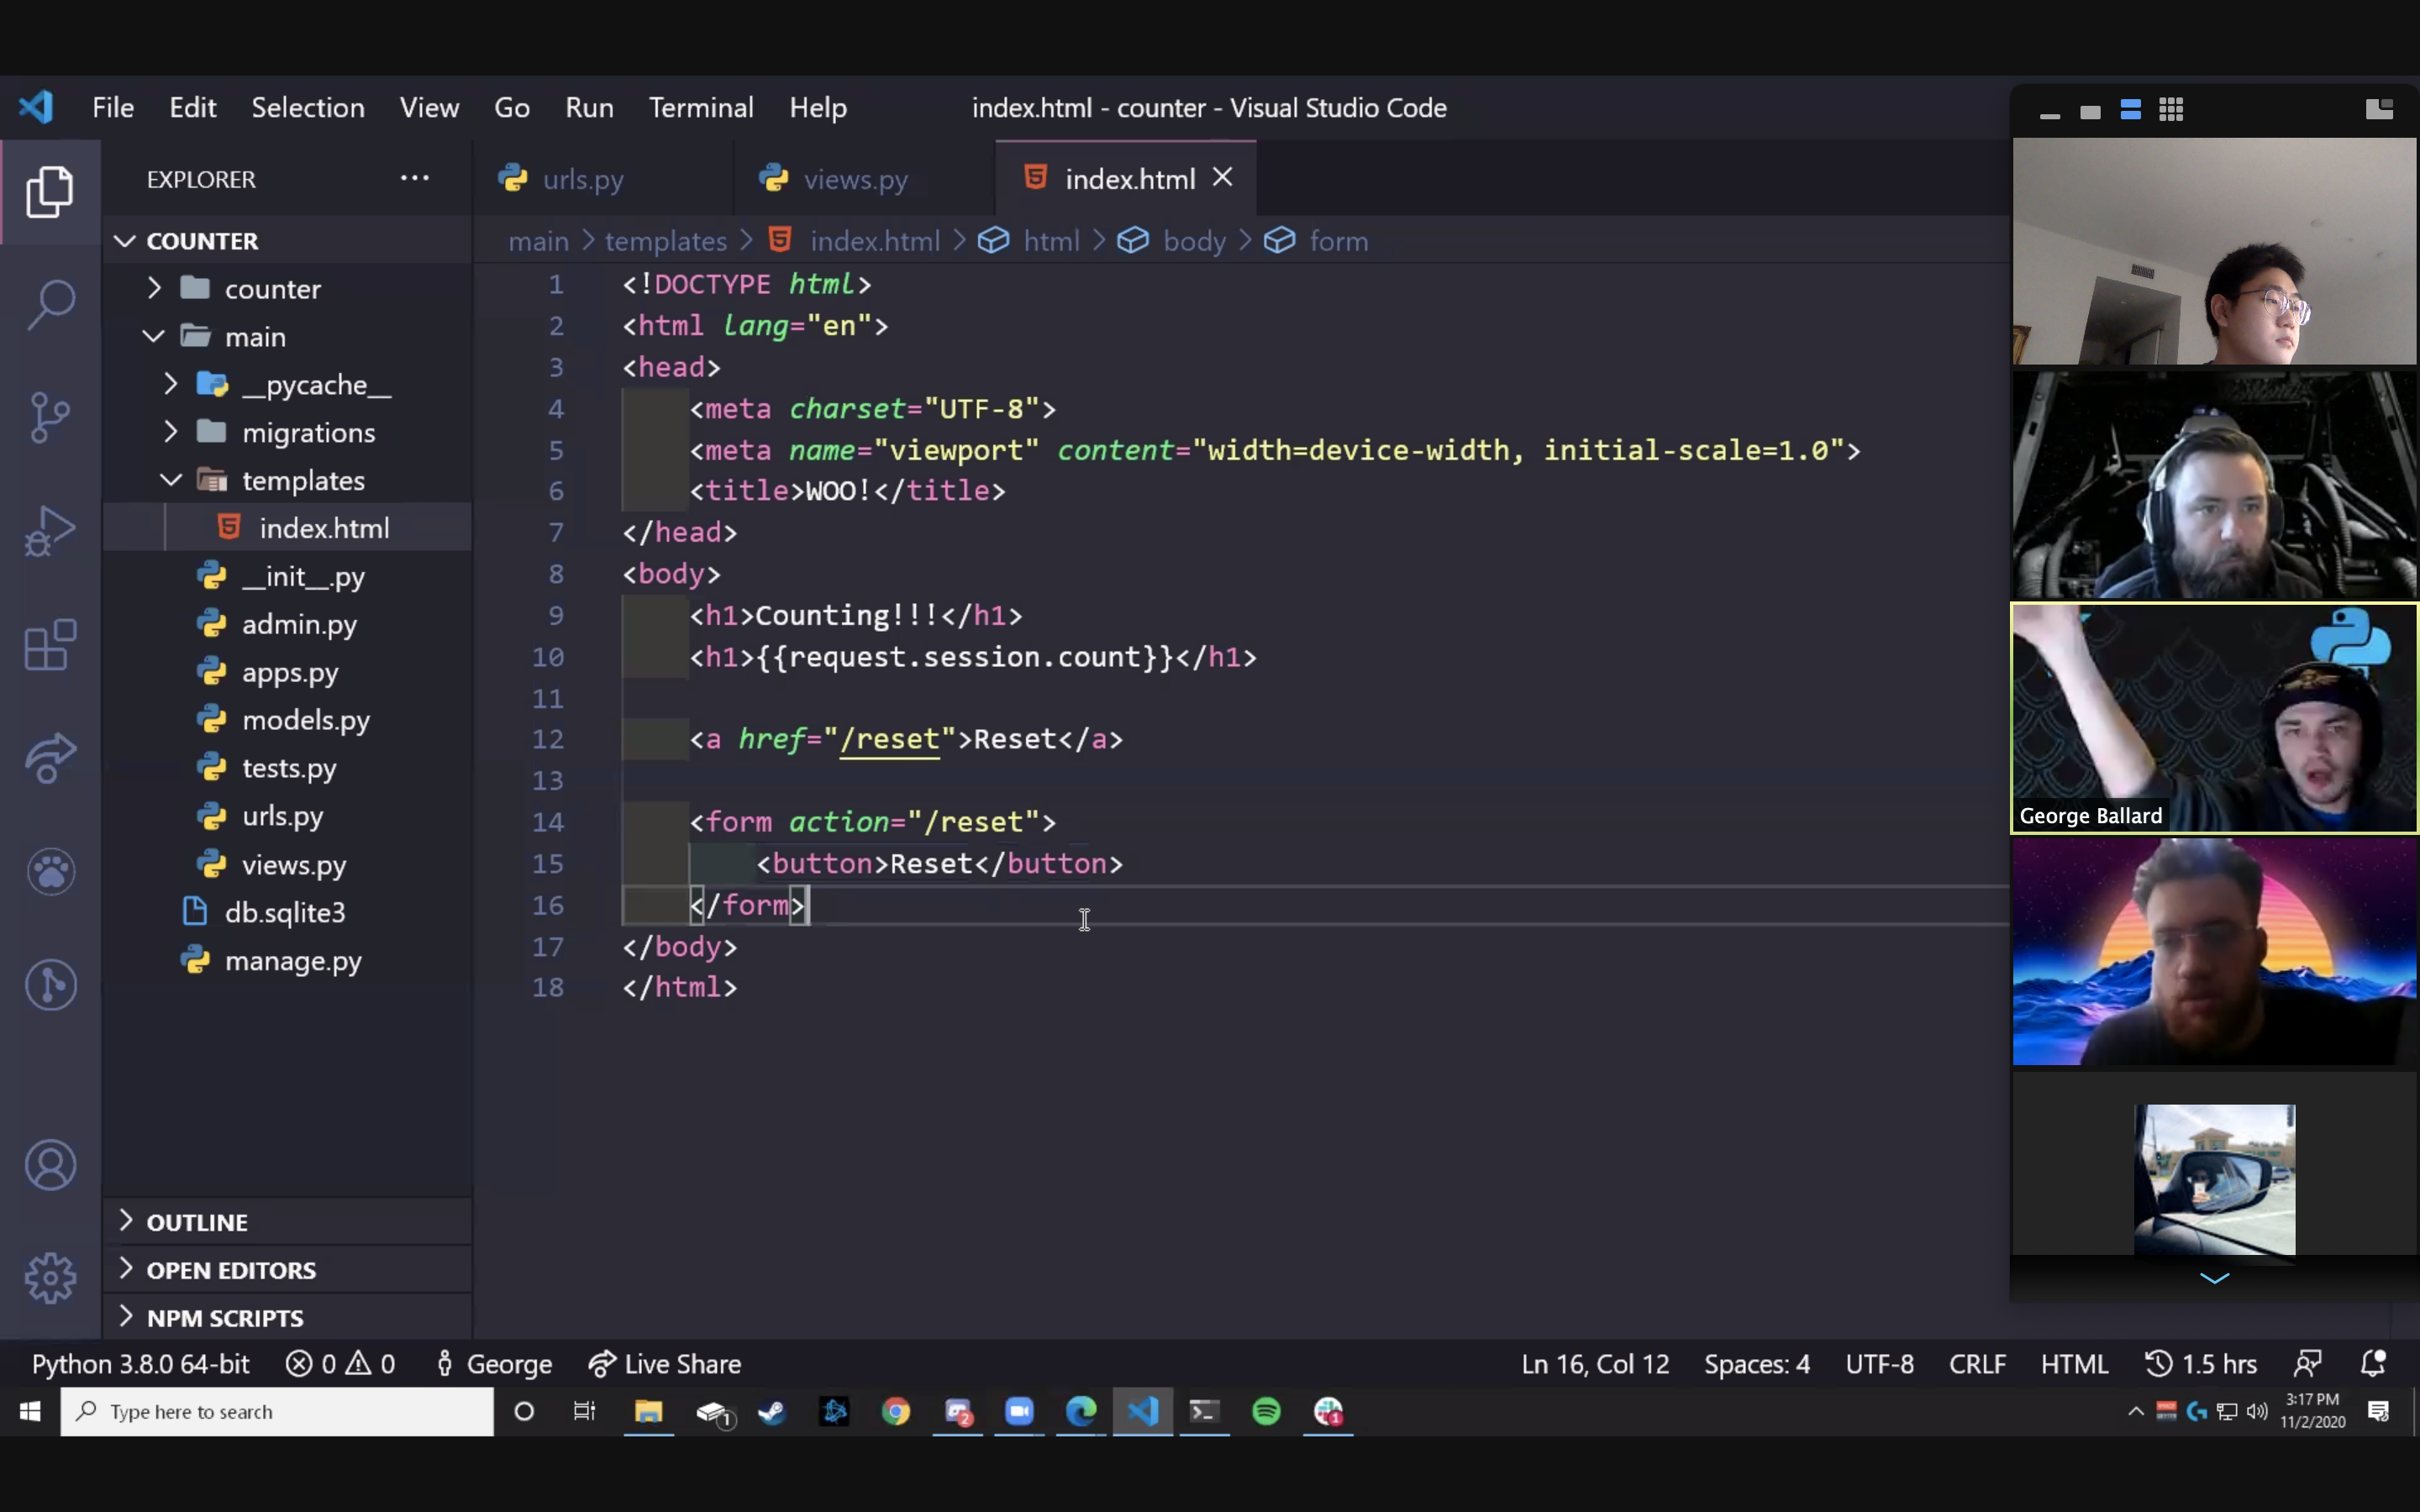 File Edit Selection View Go Run Terminal Help
index.html - counter - Visual Studio Code
EXPLORER ...
COUNTER
counter
main
__pycache__
migrations
templates
index.html
__init__.py
admin.py
apps.py
models.py
tests.py
urls.py
views.py
db.sqlite3
manage.py
OUTLINE
OPEN EDITORS
NPM SCRIPTS
urls.py
views.py
index.html
main > templates > index.html > html > body > form
1 <!DOCTYPE html>
2 <html lang="en">
3 <head>
4 <meta charset="UTF-8">
5 <meta name="viewport" content="width=device-width, initial-scale=1.0">
6 <title>WOO!</title>
7 </head>
8 <body>
9 <h1>Counting!!!</h1>
10 <h1>{{request.session.count}}</h1>
11
12 <a href="/reset">Reset</a>
13
14 <form action="/reset">
15 <button>Reset</button>
16 </form>
17 </body>
18 </html>
George Ballard
Python 3.8.0 64-bit 0 0 George Live Share
Ln 16, Col 12 Spaces: 4 UTF-8 CRLF HTML 1.5 hrs
Type here to search
1
2
1
3:17 PM
11/2/2020